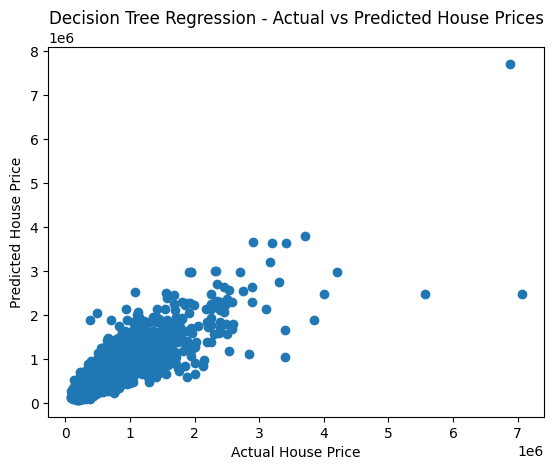 Decision Tree Regression - Actual vs Predicted House Prices
1e6
8
7
6
5
4
3
2
1
0
Predicted House Price
0 1 2 3 4 5 6 7
Actual House Price
1e6